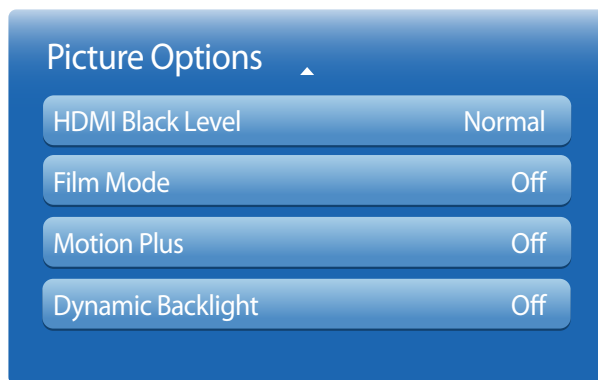 Picture Options
HDMI Black Level Normal
Film Mode Off
Motion Plus Off
Dynamic Backlight Off